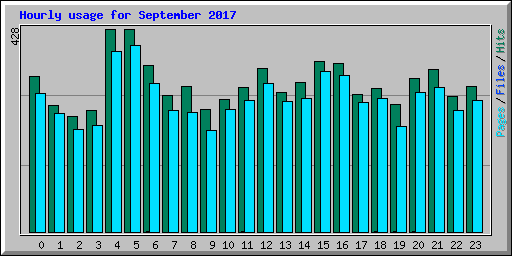 Hourly usage for September 2017
428
Pages/Files/Hits
0 1 2 3 4 5 6 7 8 9 10 11 12 13 14 15 16 17 18 19 20 21 22 23